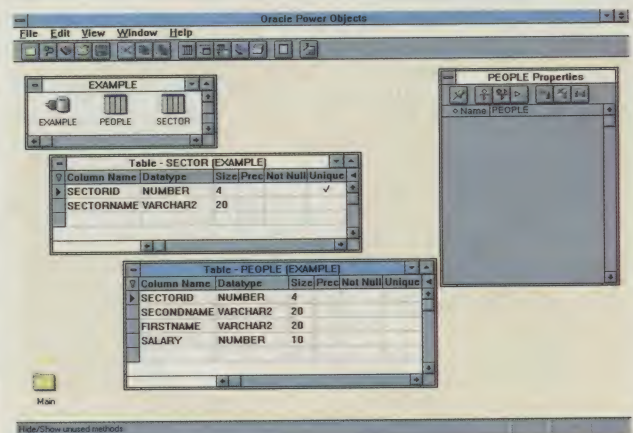 Oracle Power Objects
File Edit View Window Help
EXAMPLE
EXAMPLE PEOPLE SECTOR
PEOPLE Properties
Name PEOPLE
Table - SECTOR (EXAMPLE)
Column Name Datatype Size Prec Not Null Unique
SECTORID NUMBER 4 ✓
SECTORNAME VARCHAR2 20
Table - PEOPLE (EXAMPLE)
Column Name Datatype Size Prec Not Null Unique
SECTORID NUMBER 4
SECONDNAME VARCHAR2 20
FIRSTNAME VARCHAR2 20
SALARY NUMBER 10
Main
Hide/Show unused methods